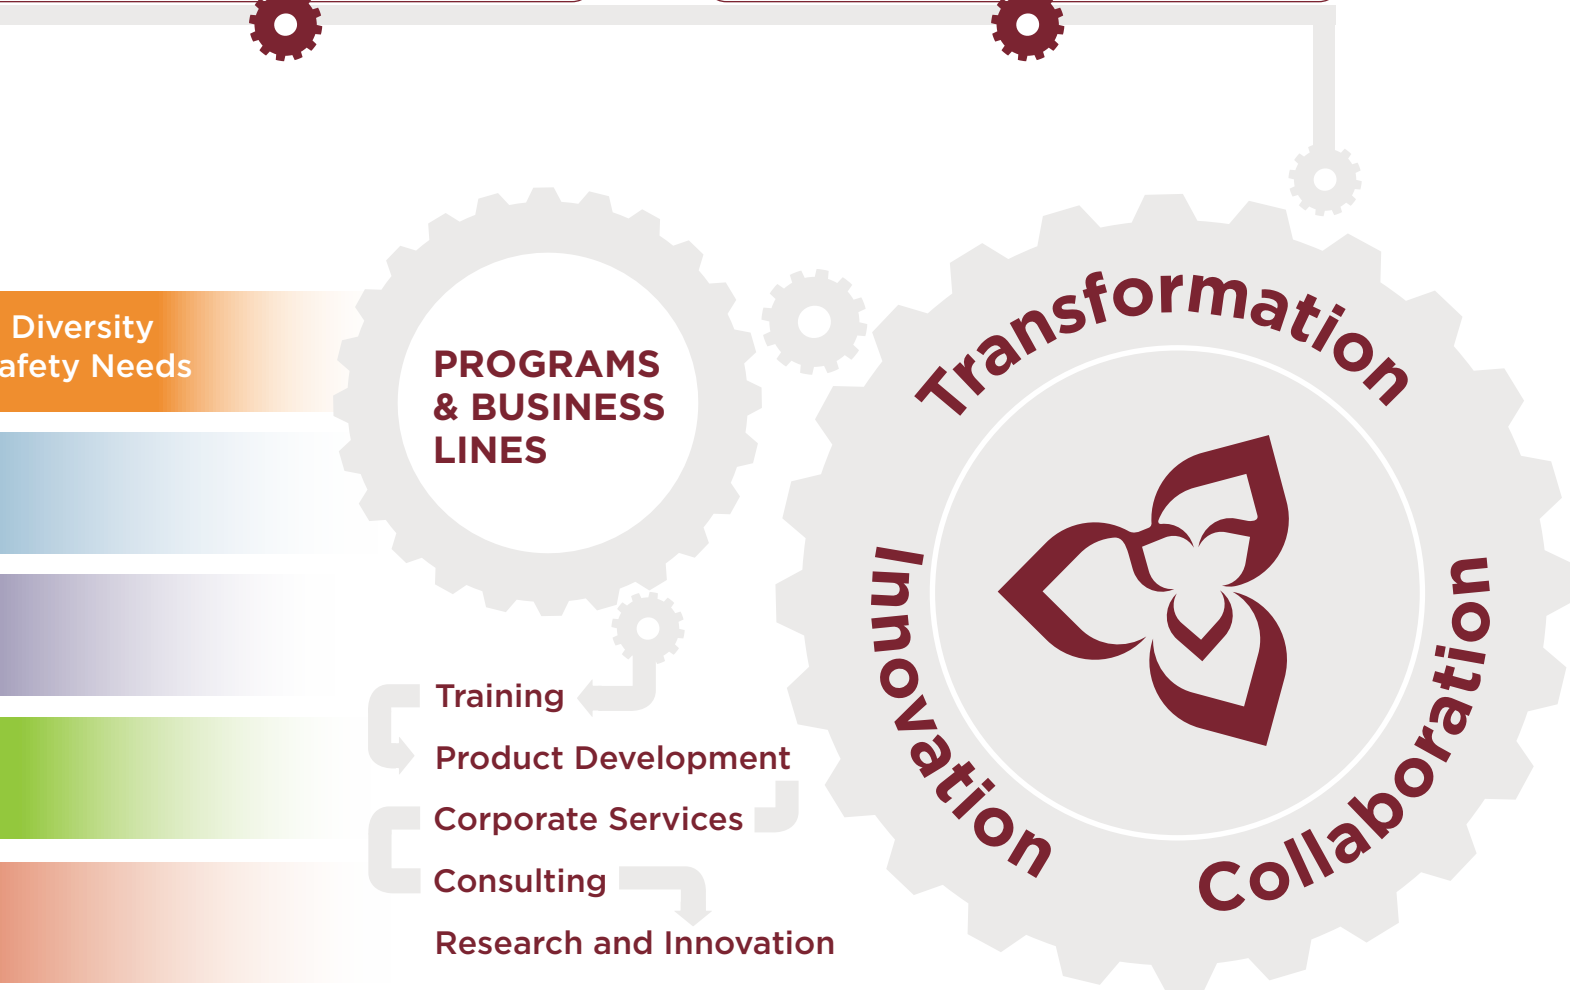 Diversity
afety Needs
PROGRAMS
& BUSINESS
LINES
Transformation
Innovation
Collaboration
Training
Product Development
Corporate Services
Consulting
Research and Innovation